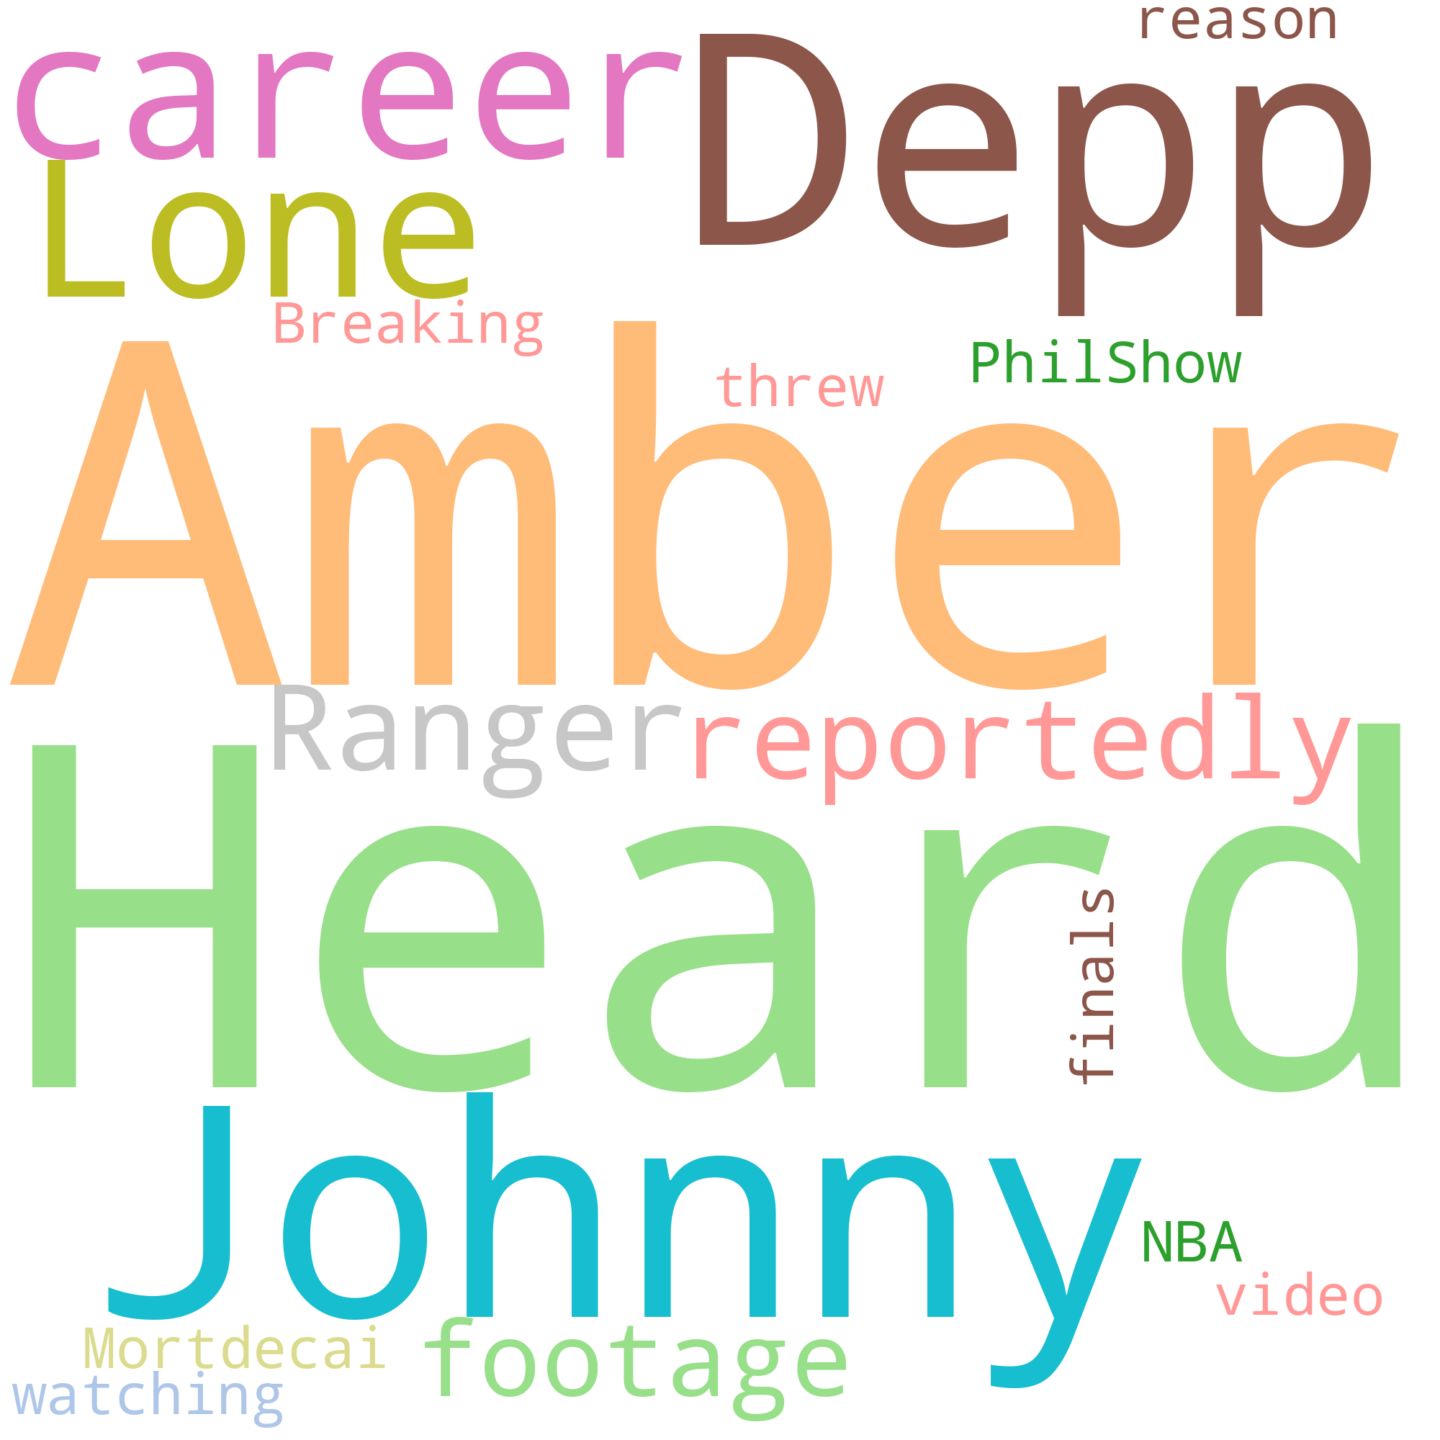 reason
career
Depp
Lone
Breaking
PhilShow
threw
Amber
Ranger
reportedly
Heard
finals
Johnny
NBA
video
Mortdecai
footage
watching